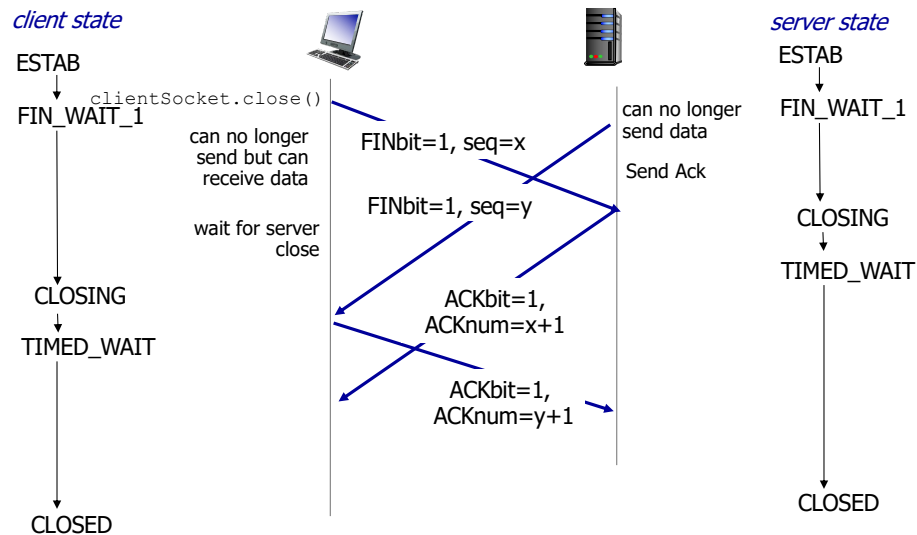 client state
server state
ESTAB
ESTAB
clientSocket.close()
FIN_WAIT_1
can no longer
send data
FIN_WAIT_1
can no longer
send but can
receive data
FINbit=1, seq=x
Send Ack
FINbit=1, seq=y
wait for server
close
CLOSING
TIMED_WAIT
CLOSING
ACKbit=1,
ACKnum=x+1
TIMED_WAIT
ACKbit=1,
ACKnum=y+1
CLOSED
CLOSED